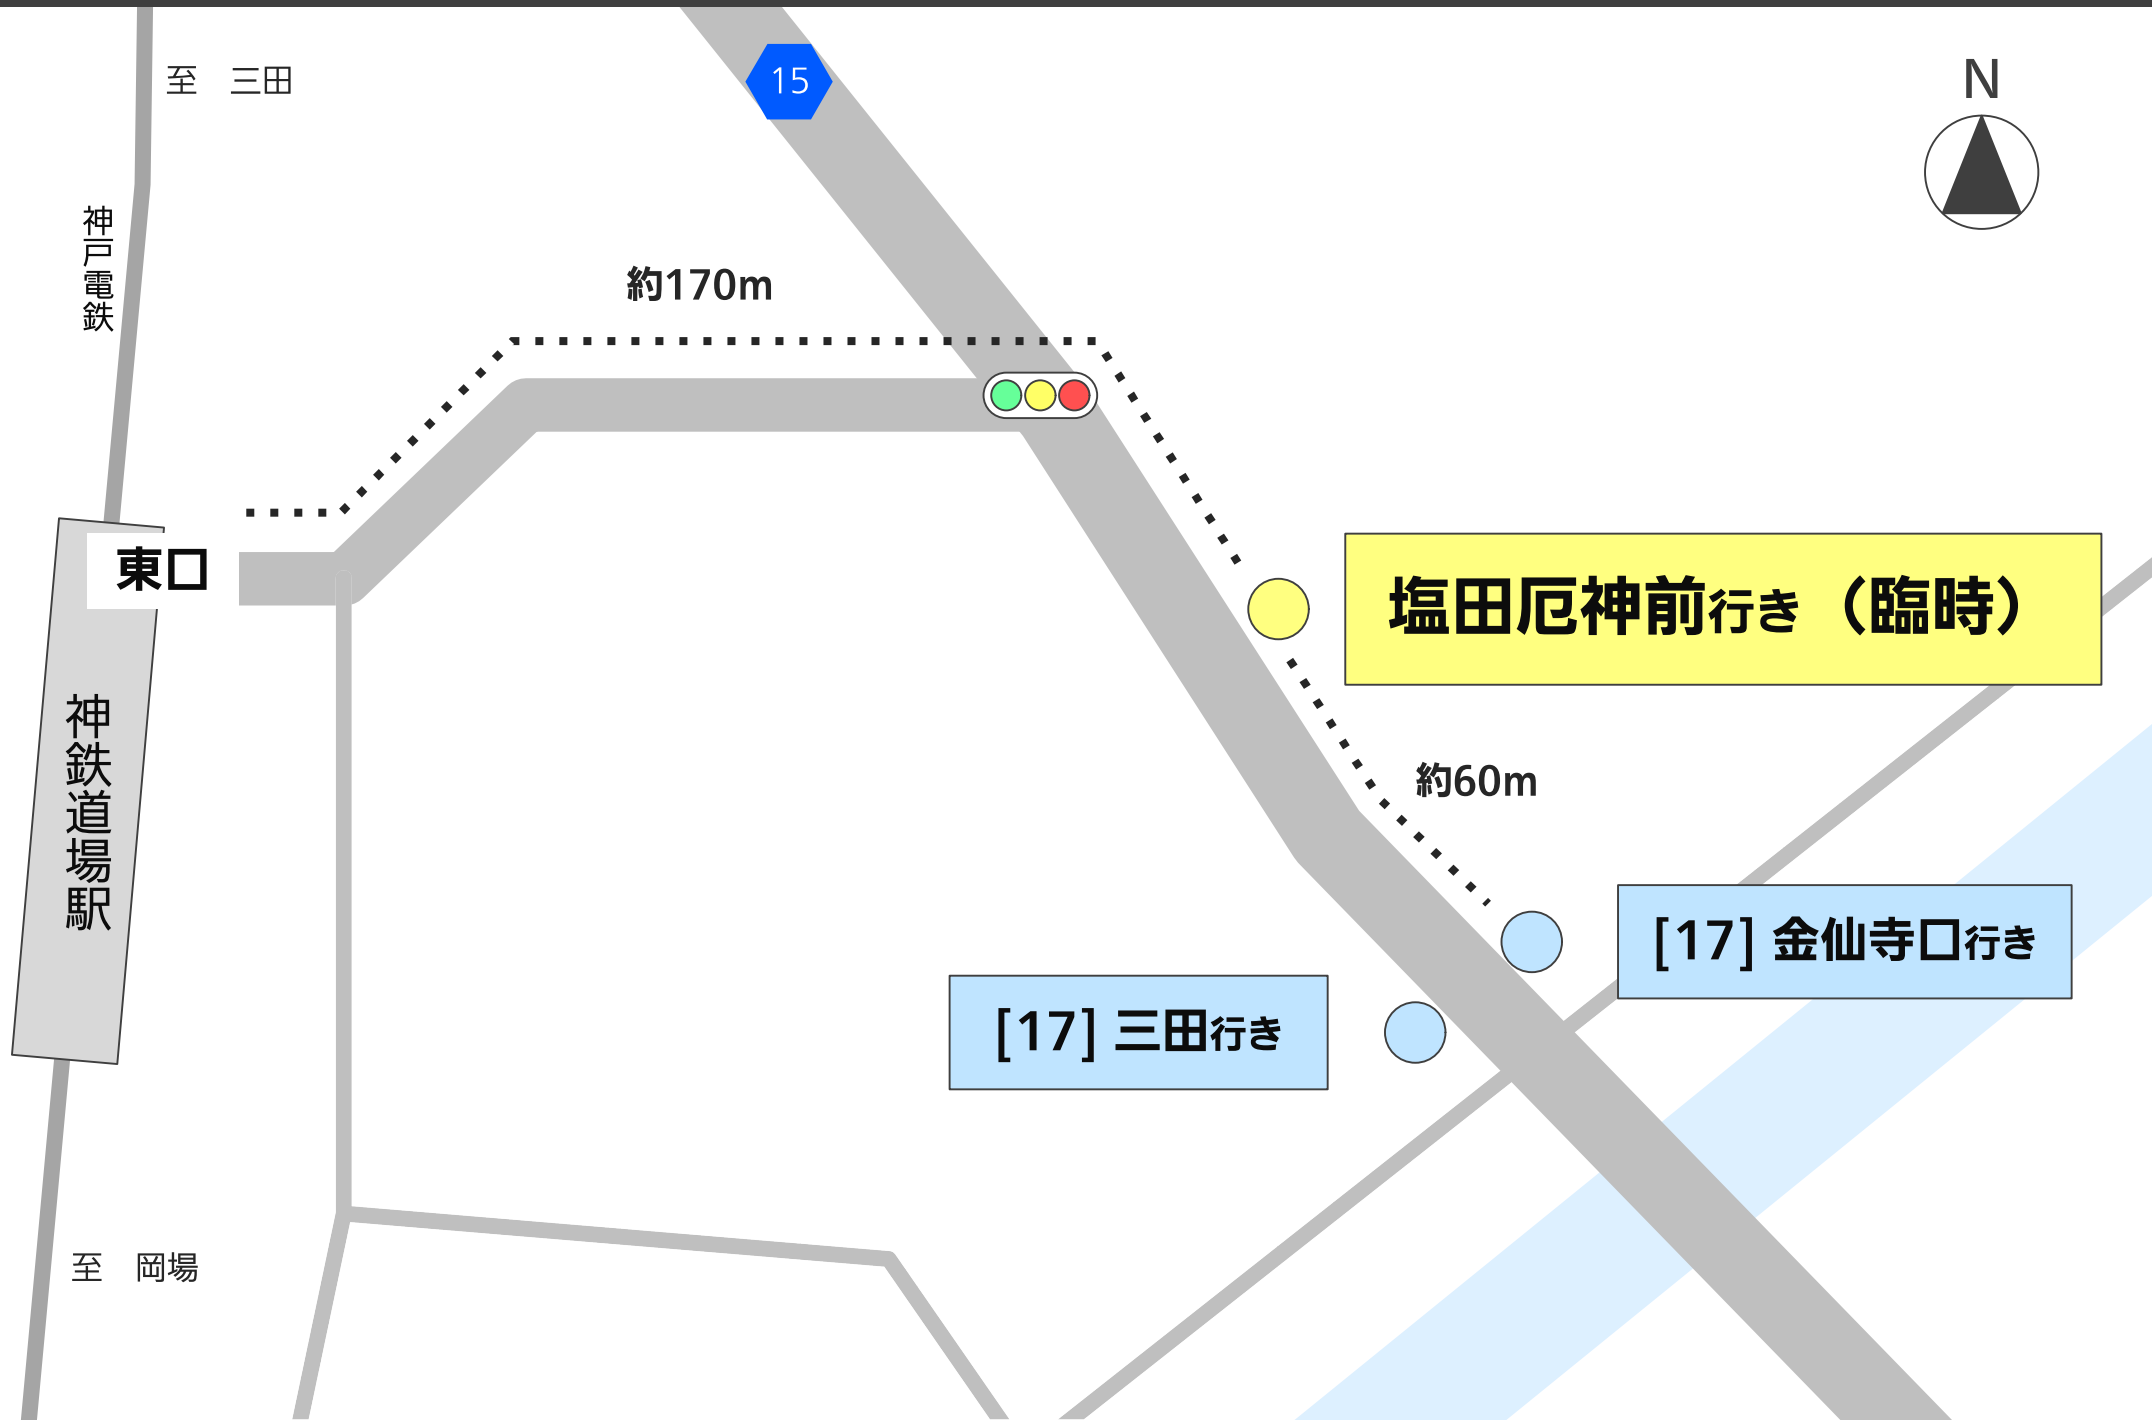 至　三田
15
N
神戸電鉄
約170m
東口
塩田厄神前行き（臨時）
神鉄道場駅
約60m
[17] 金仙寺口行き
[17] 三田行き
至　岡場